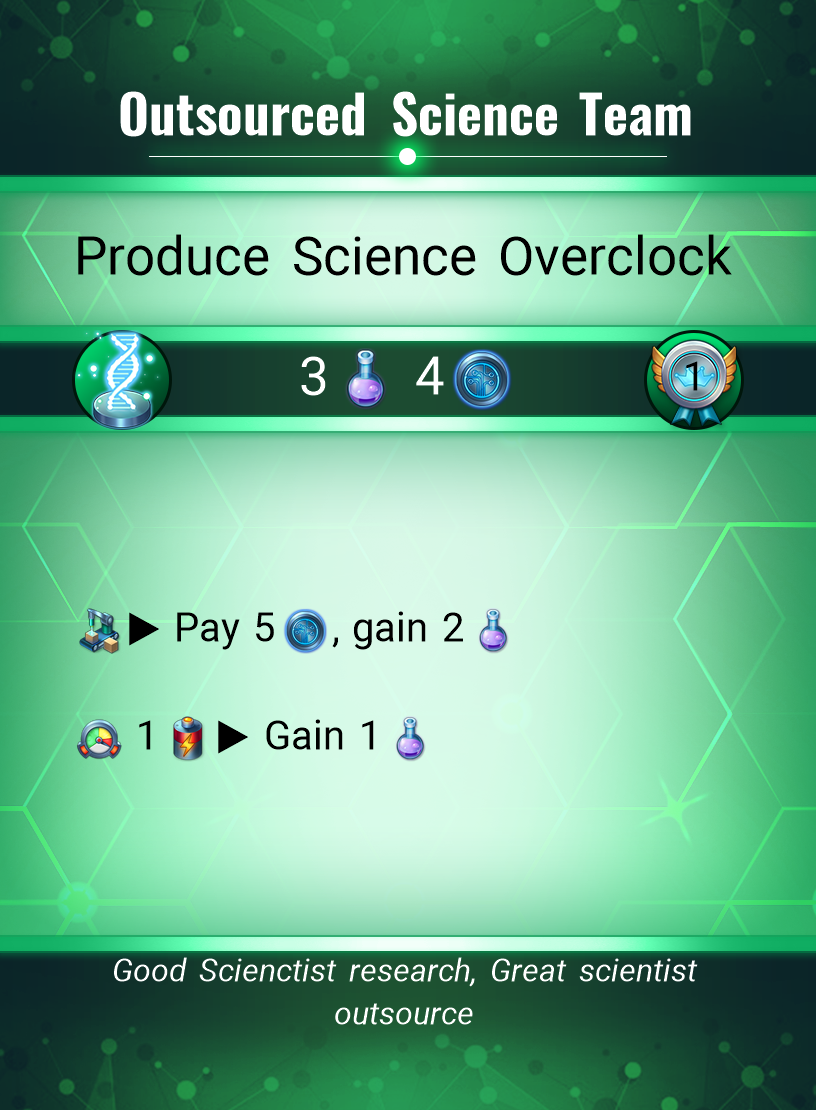 Outsourced Science Team
Produce Science Overclock
3 4 1
Pay 5 , gain 2
1 Gain 1
Good Scienctist research, Great scientist
outsource